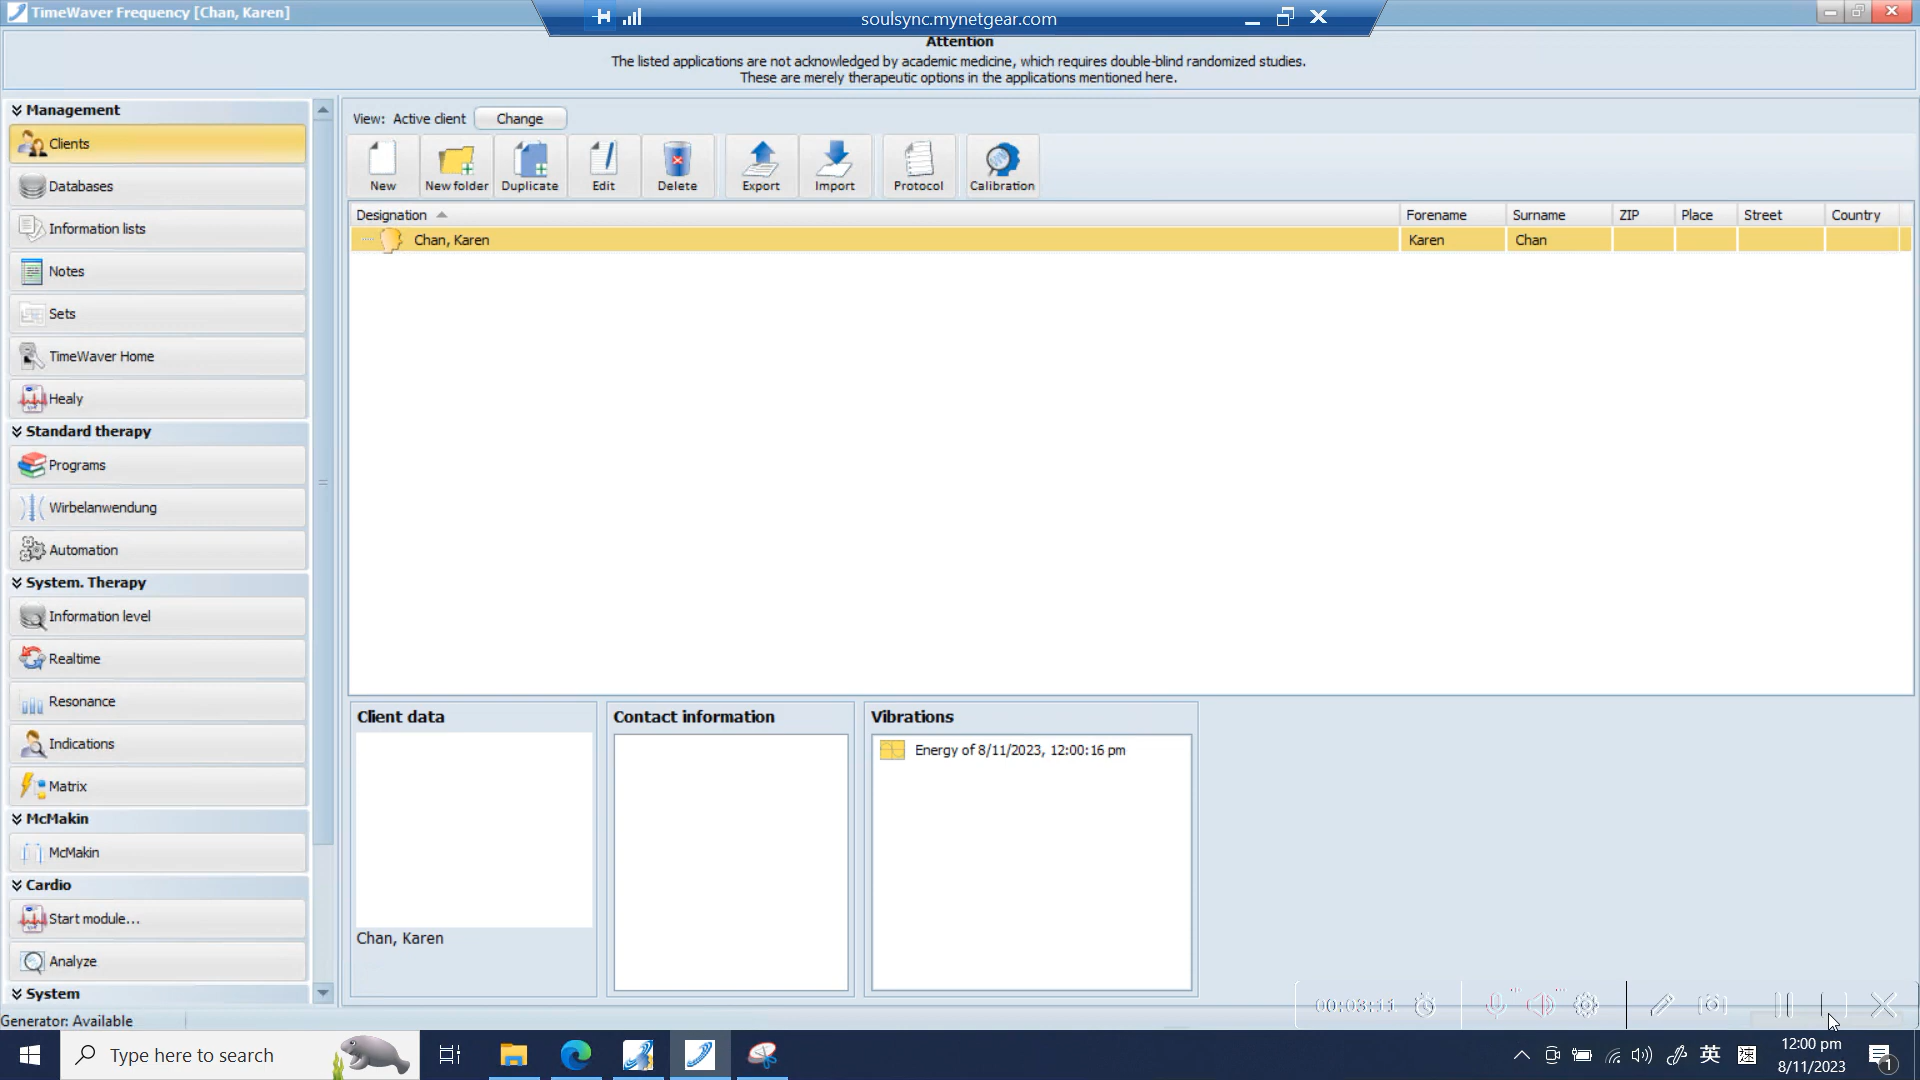 TimeWaver Frequency [Chan, Karen]
soulsync.mynetgear.com
Attention
The listed applications are not acknowledged by academic medicine, which requires double-blind randomized studies.
These are merely therapeutic options in the applications mentioned here.
Management
Clients
Databases
Information lists
Notes
Sets
TimeWaver Home
Healy
Standard therapy
Programs
Wirbelanwendung
Automation
System. Therapy
Information level
Realtime
Resonance
Indications
Matrix
McMakin
McMakin
Cardio
Start module...
Analyze
System
View: Active client Change
New New folder Duplicate Edit Delete Export Import Protocol Calibration
Designation Forename Surname ZIP Place Street Country
Chan, Karen Karen Chan
Client data
Chan, Karen
Contact information
Vibrations
Energy of 8/11/2023, 12:00:16 pm
00:03:11
Generator: Available
Type here to search
英
12:00 pm
8/11/2023
1